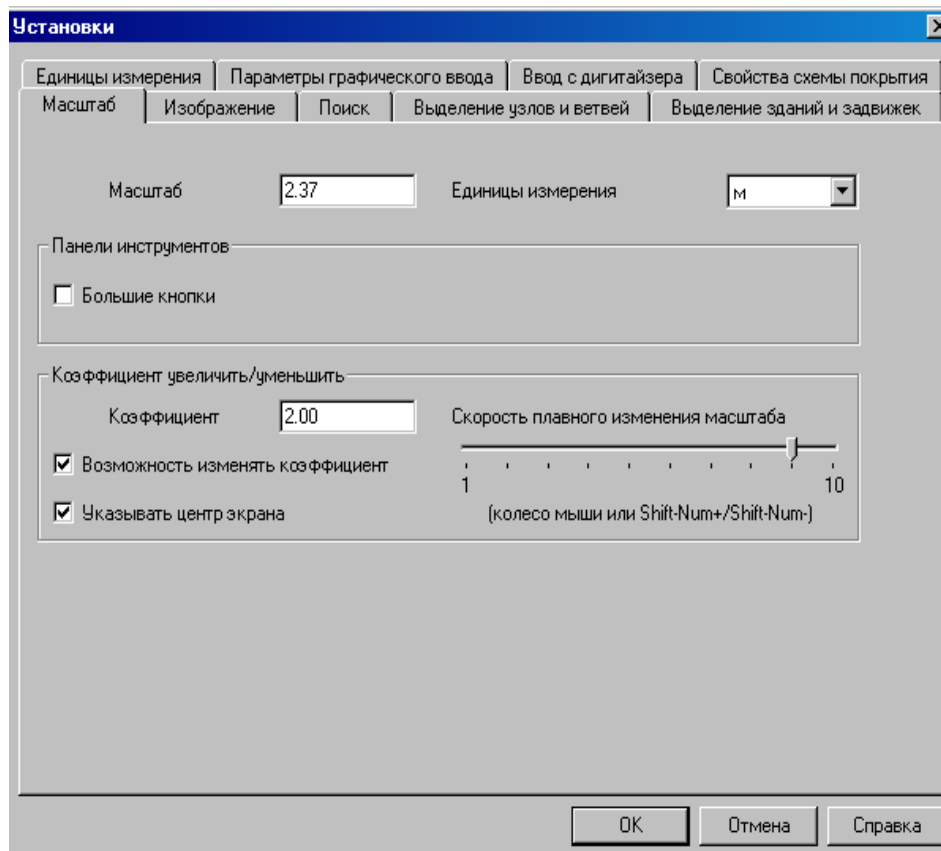 Установки
Единицы измерения Параметры графического ввода Ввод с дигитайзера Свойства схемы покрытия
Масштаб Изображение Поиск Выделение узлов и ветвей Выделение зданий и задвижек
Масштаб 2.37 Единицы измерения м
Панели инструментов
Большие кнопки
Коэффициент увеличить/уменьшить
Коэффициент 2.00 Скорость плавного изменения масштаба
Возможность изменять коэффициент
1 10
Указывать центр экрана (колесо мыши или Shift-Num+/Shift-Num-)
OK Отмена Справка